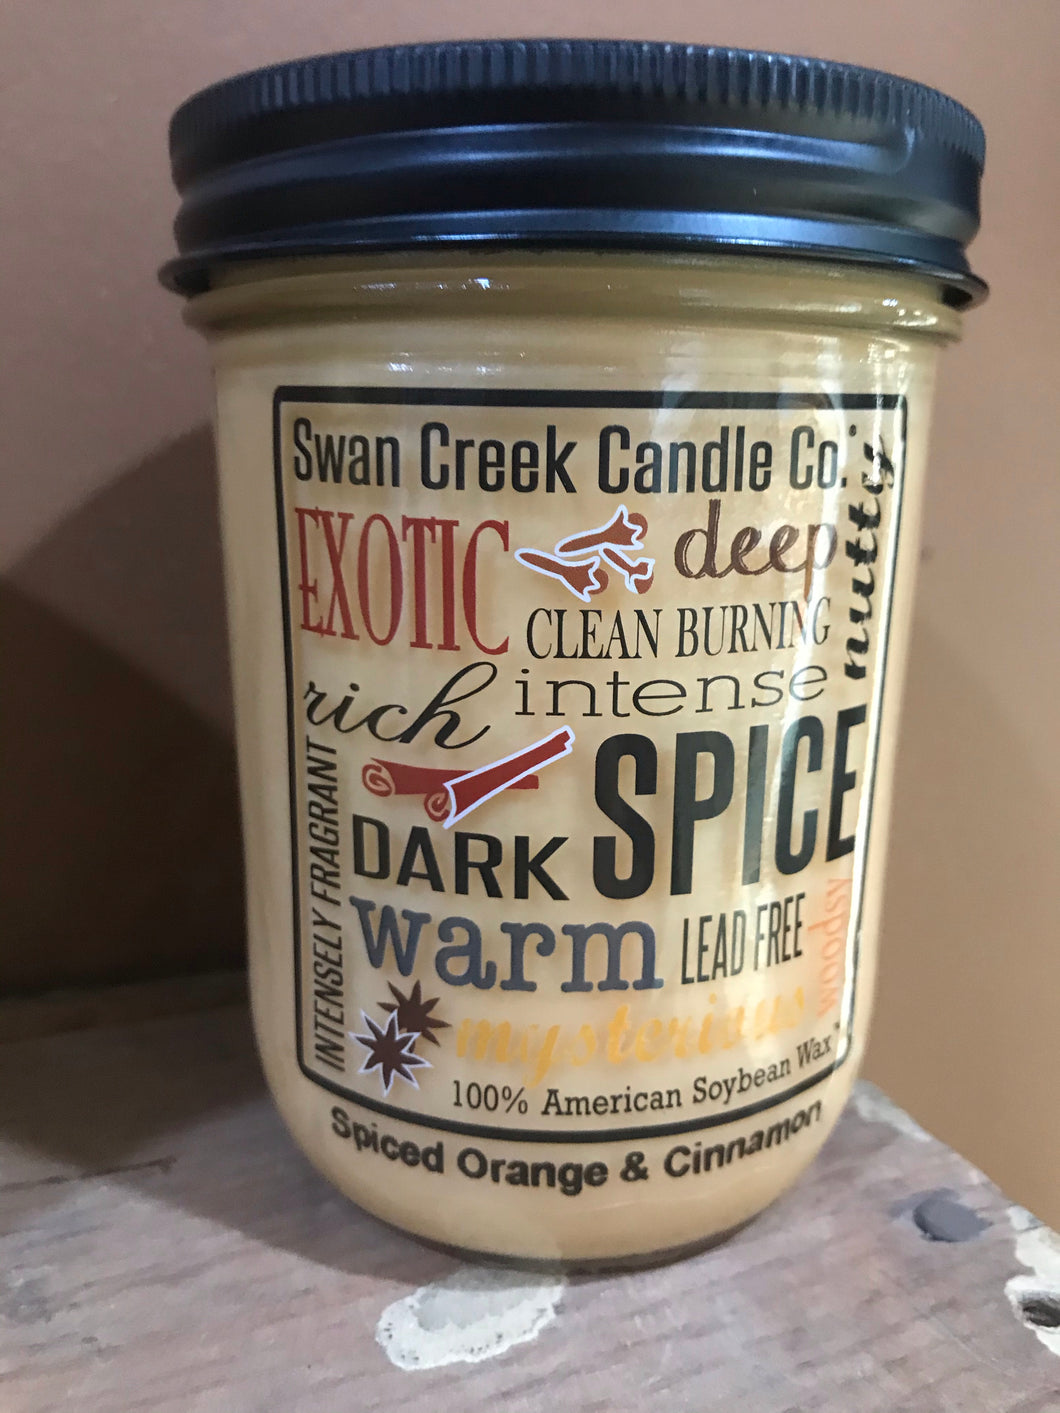 Swan Creek Candle Co.
EXOTIC
deep
nutty
CLEAN BURNING
rich
intense
SPICE
INTENSELY FRAGRANT
DARK
warm
LEAD FREE
woodsy
mysterious
100% American Soybean Wax
Spiced Orange & Cinnamon